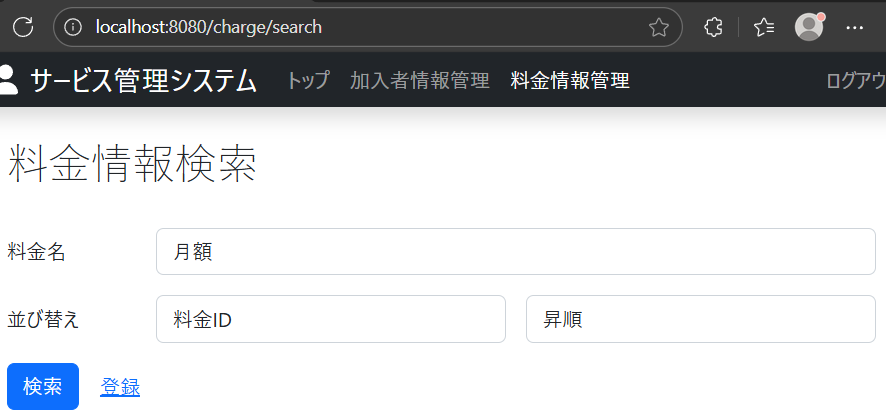 localhost:8080/charge/search
サービス管理システム トップ 加入者情報管理 料金情報管理 ログアウ
料金情報検索
料金名 月額
並び替え 料金ID 昇順
検索 登録